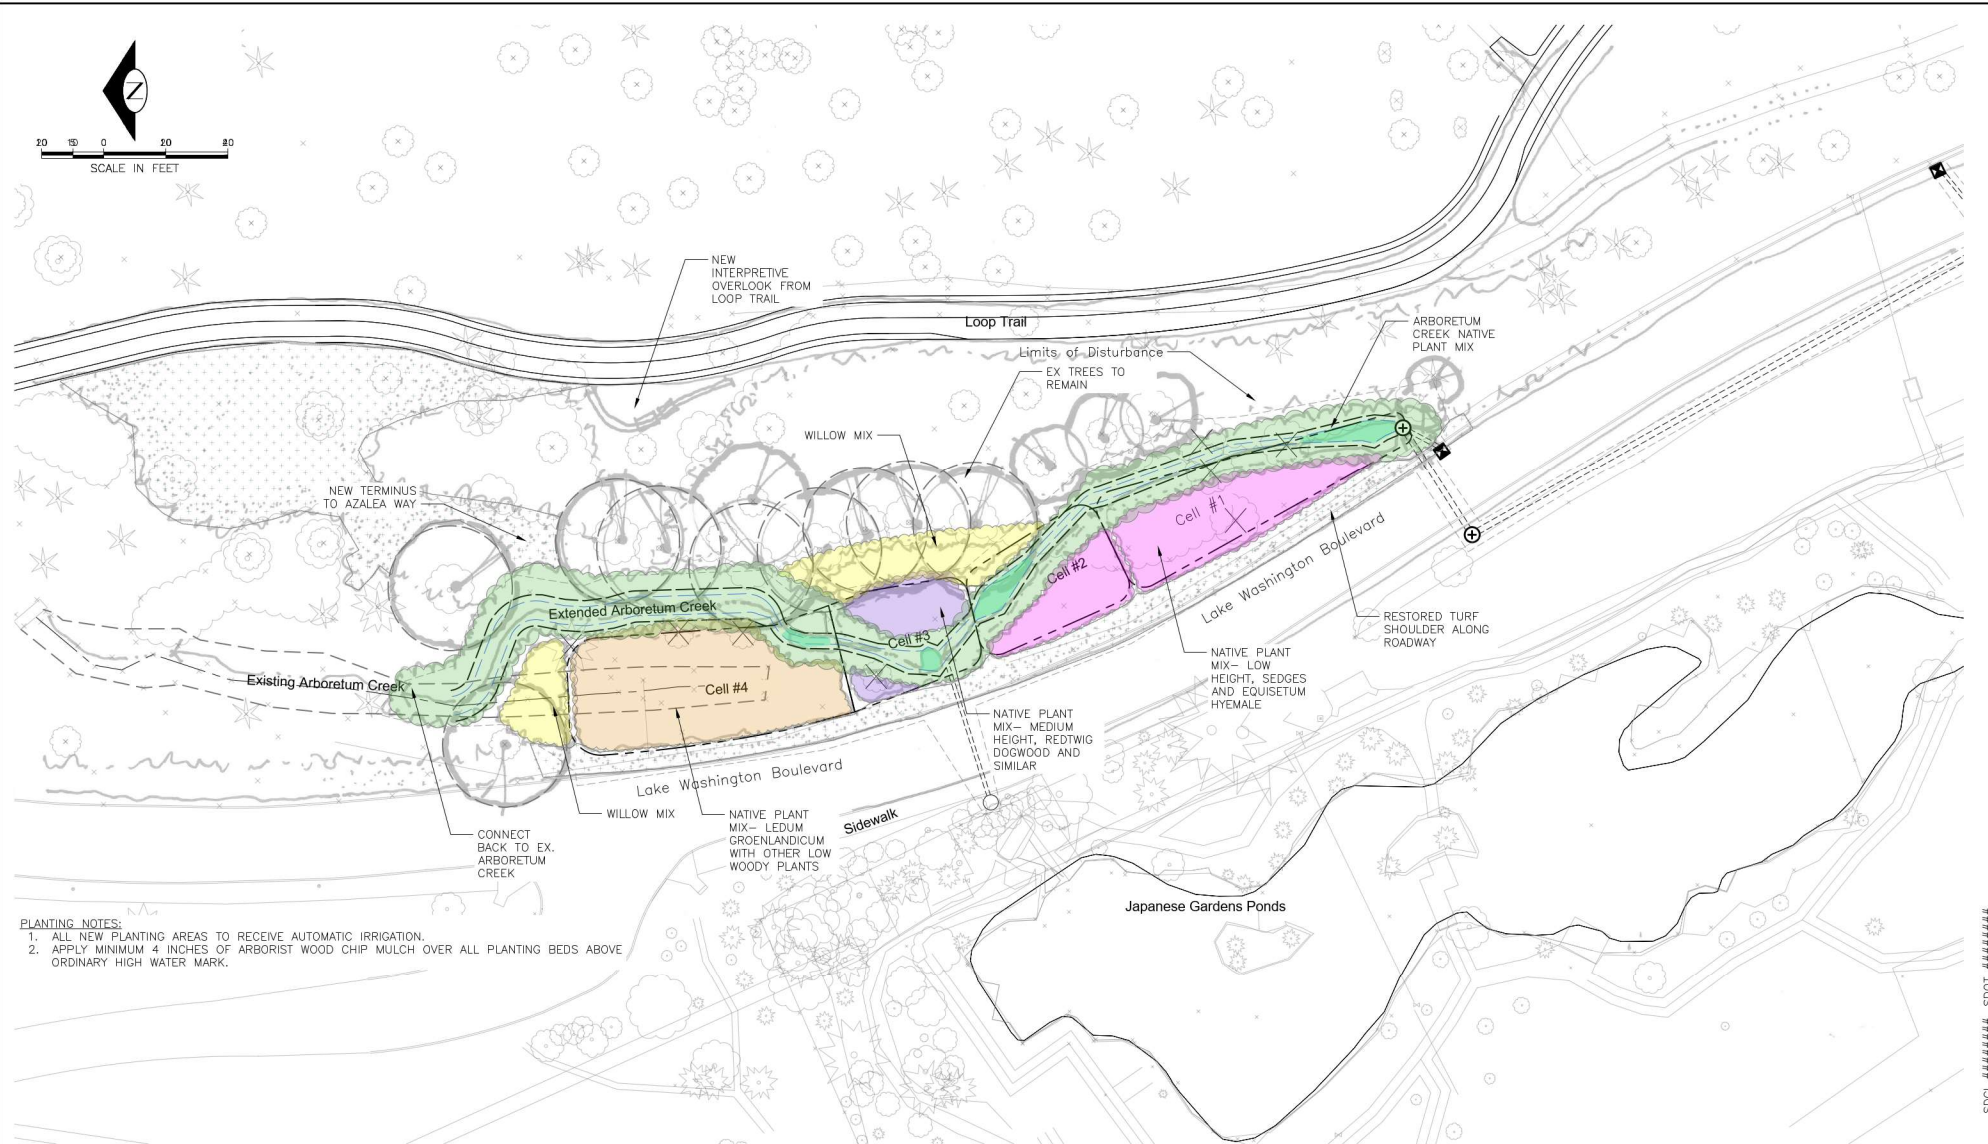 N
20 10 0 20 40
SCALE IN FEET
NEW
INTERPRETIVE
OVERLOOK FROM
LOOP TRAIL
Loop Trail
Limits of Disturbance
ARBORETUM
CREEK NATIVE
PLANT MIX
EX TREES TO
REMAIN
WILLOW MIX
NEW TERMINUS
TO AZALEA WAY
Cell #1
Cell #2
Lake Washington Boulevard
Extended Arboretum Creek
Cell #3
RESTORED TURF
SHOULDER ALONG
ROADWAY
NATIVE PLANT
MIX- LOW
HEIGHT, SEDGES
AND EQUISETUM
HYEMALE
Existing Arboretum Creek
Cell #4
NATIVE PLANT
MIX- MEDIUM
HEIGHT, REDTWIG
DOGWOOD AND
SIMILAR
Lake Washington Boulevard
WILLOW MIX
NATIVE PLANT
MIX- LEDUM
GROENLANDICUM
WITH OTHER LOW
WOODY PLANTS
Sidewalk
CONNECT
BACK TO EX.
ARBORETUM
CREEK
Japanese Gardens Ponds
PLANTING NOTES:
1. ALL NEW PLANTING AREAS TO RECEIVE AUTOMATIC IRRIGATION.
2. APPLY MINIMUM 4 INCHES OF ARBORIST WOOD CHIP MULCH OVER ALL PLANTING BEDS ABOVE
ORDINARY HIGH WATER MARK.